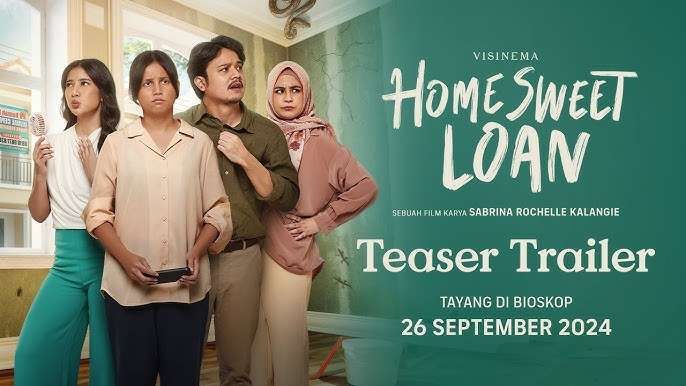 VISINEMA
HOME SWEET
LOAN
SEBUAH FILM KARYA SABRINA ROCHELLE KALANGIE
Teaser Trailer
TAYANG DI BIOSKOP
26 SEPTEMBER 2024